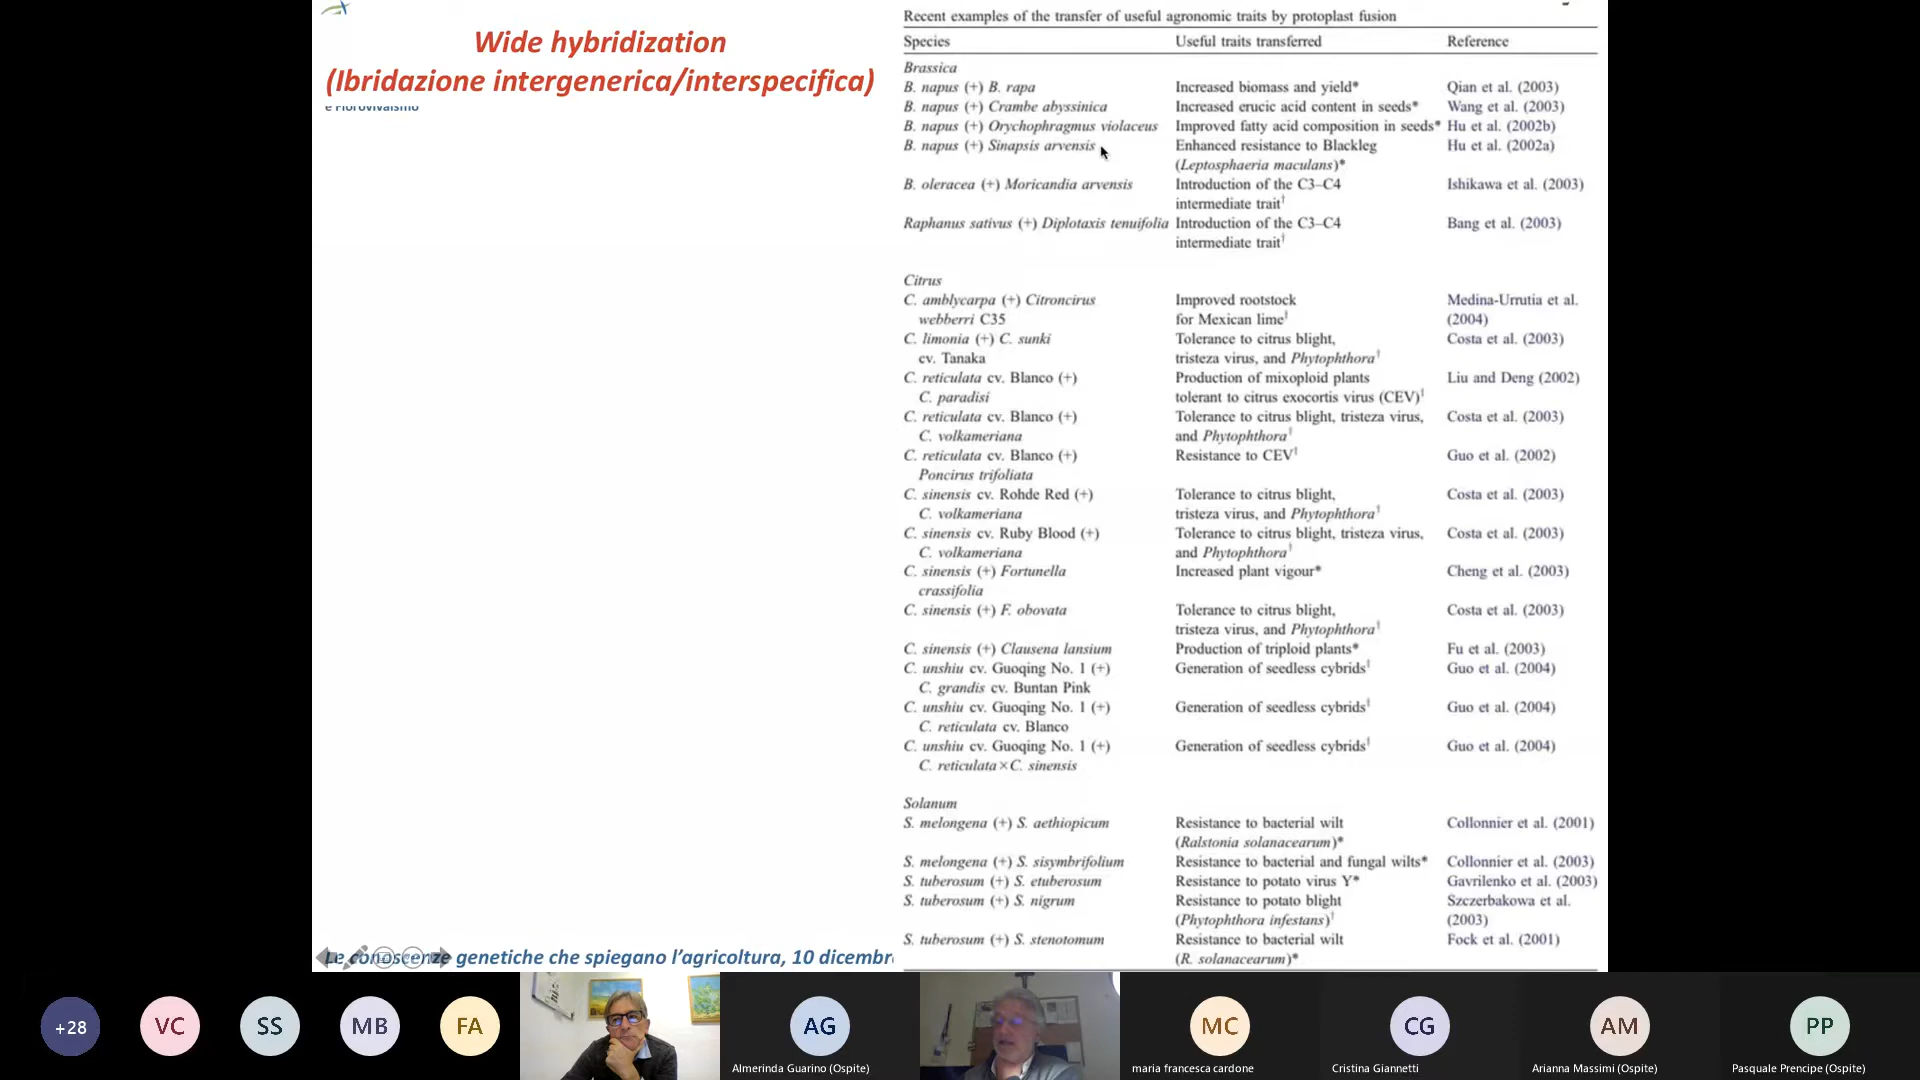 Wide hybridization
(Ibridazione intergenerica/interspecifica)
e Florovivaismo
Recent examples of the transfer of useful agronomic traits by protoplast fusion
Species Useful traits transferred Reference
Brassica
B. napus (+) B. rapa Increased biomass and yield* Qian et al. (2003)
B. napus (+) Crambe abyssinica Increased erucic acid content in seeds* Wang et al. (2003)
B. napus (+) Orychophragmus violaceus Improved fatty acid composition in seeds* Hu et al. (2002b)
B. napus (+) Sinapsis arvensis Enhanced resistance to Blackleg Hu et al. (2002a)
(Leptosphaeria maculans)*
B. oleracea (+) Moricandia arvensis Introduction of the C3–C4 Ishikawa et al. (2003)
intermediate trait†
Raphanus sativus (+) Diplotaxis tenuifolia Introduction of the C3–C4 Bang et al. (2003)
intermediate trait†
Citrus
C. amblycarpa (+) Citroncirus Improved rootstock Medina-Urrutia et al.
webberri C35 for Mexican lime† (2004)
C. limonia (+) C. sunki Tolerance to citrus blight, Costa et al. (2003)
cv. Tanaka tristeza virus, and Phytophthora†
C. reticulata cv. Blanco (+) Production of mixoploid plants Liu and Deng (2002)
C. paradisi tolerant to citrus exocortis virus (CEV)†
C. reticulata cv. Blanco (+) Tolerance to citrus blight, tristeza virus, Costa et al. (2003)
C. volkameriana and Phytophthora†
C. reticulata cv. Blanco (+) Resistance to CEV† Guo et al. (2002)
Poncirus trifoliata
C. sinensis cv. Rohde Red (+) Tolerance to citrus blight, Costa et al. (2003)
C. volkameriana tristeza virus, and Phytophthora†
C. sinensis cv. Ruby Blood (+) Tolerance to citrus blight, tristeza virus, Costa et al. (2003)
C. volkameriana and Phytophthora†
C. sinensis (+) Fortunella Increased plant vigour* Cheng et al. (2003)
crassifolia
C. sinensis (+) F. obovata Tolerance to citrus blight, Costa et al. (2003)
tristeza virus, and Phytophthora†
C. sinensis (+) Clausena lansium Production of triploid plants* Fu et al. (2003)
C. unshiu cv. Guoqing No. 1 (+) Generation of seedless cybrids† Guo et al. (2004)
C. grandis cv. Buntan Pink
C. unshiu cv. Guoqing No. 1 (+) Generation of seedless cybrids† Guo et al. (2004)
C. reticulata cv. Blanco
C. unshiu cv. Guoqing No. 1 (+) Generation of seedless cybrids† Guo et al. (2004)
C. reticulata × C. sinensis
Solanum
S. melongena (+) S. aethiopicum Resistance to bacterial wilt Collonnier et al. (2001)
(Ralstonia solanacearum)*
S. melongena (+) S. sisymbrifolium Resistance to bacterial and fungal wilts* Collonnier et al. (2003)
S. tuberosum (+) S. etuberosum Resistance to potato virus Y* Gavrilenko et al. (2003)
S. tuberosum (+) S. nigrum Resistance to potato blight Szczerbakowa et al.
(Phytophthora infestans)† (2003)
S. tuberosum (+) S. stenotomum Resistance to bacterial wilt Fock et al. (2001)
(R. solanacearum)*
Le conoscenze genetiche che spiegano l'agricoltura, 10 dicembr
+28 VC SS MB FA AG MC CG AM PP
Almerinda Guarino (Ospite) maria francesca cardone Cristina Giannetti Arianna Massimi (Ospite) Pasquale Prencipe (Ospite)